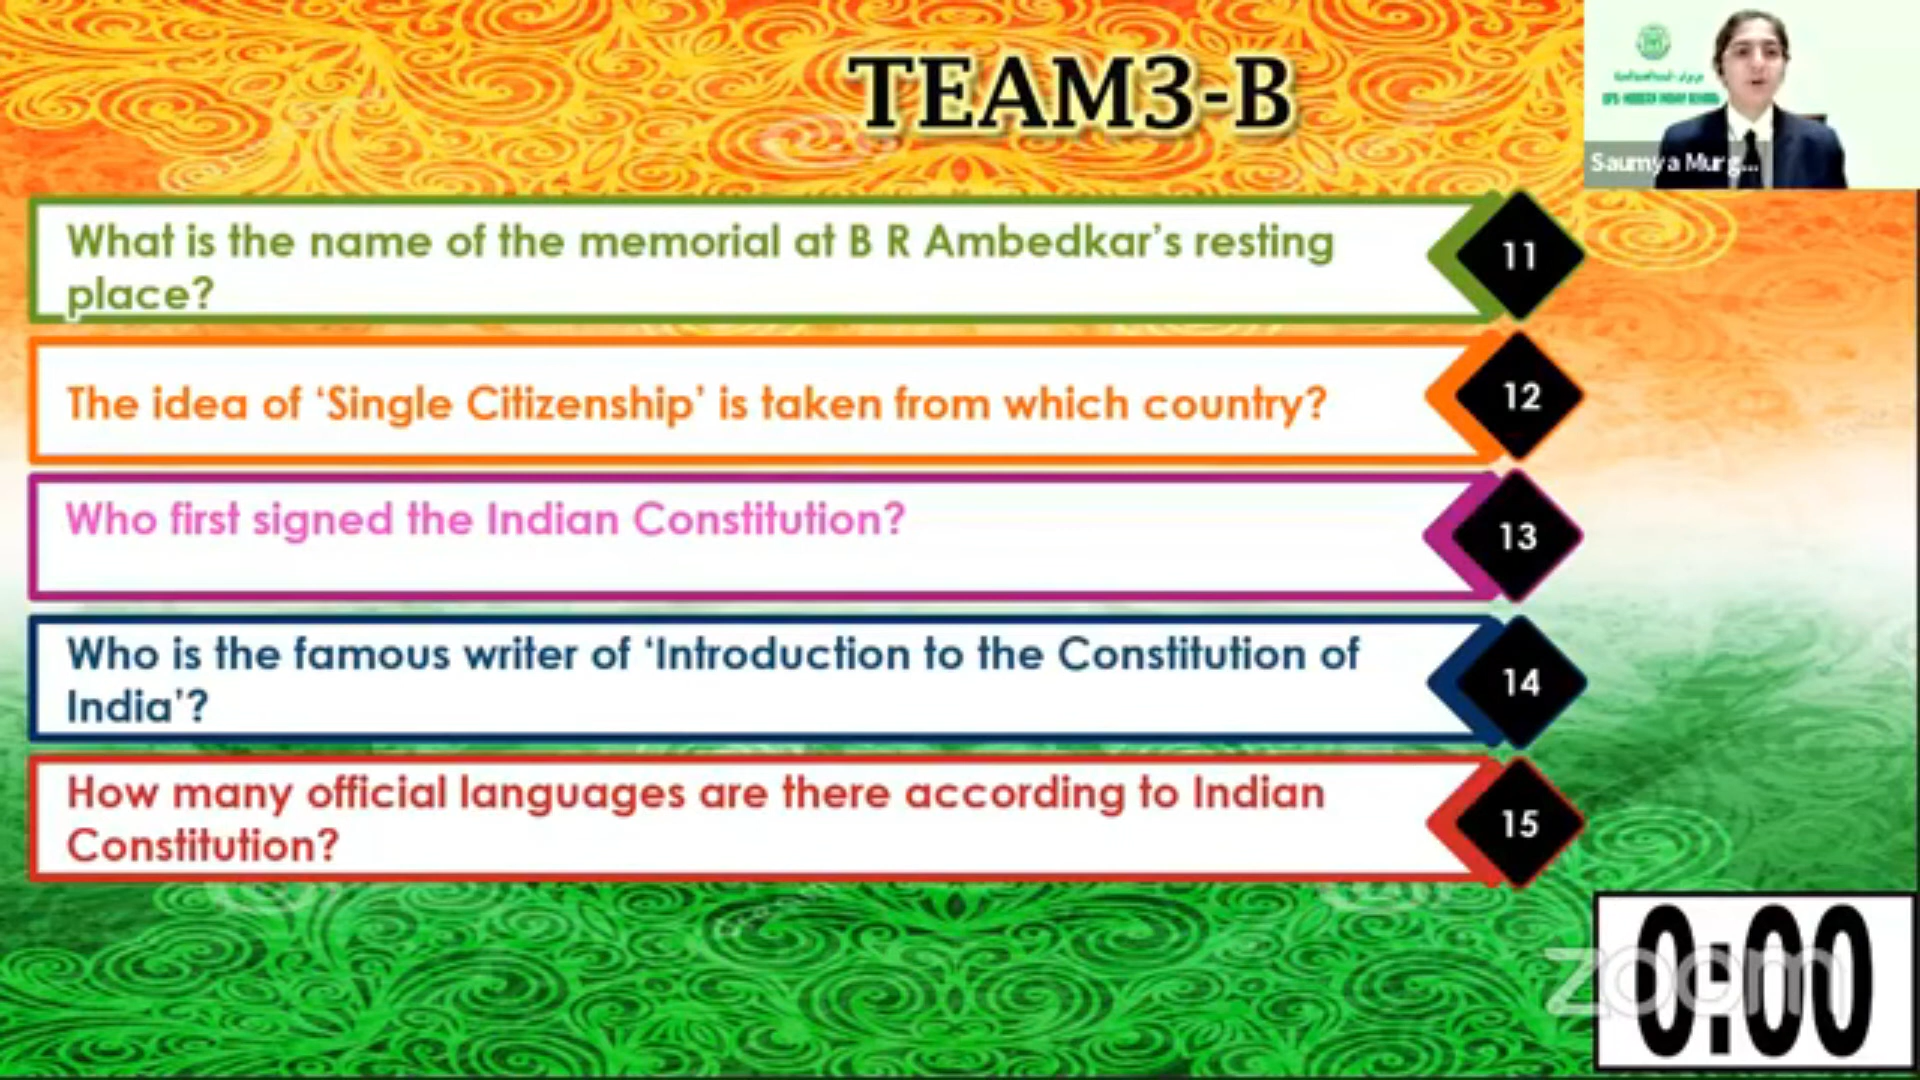 TEAM3-B
Saumya Murg...
What is the name of the memorial at B R Ambedkar's resting
place?
11
The idea of ‘Single Citizenship’ is taken from which country?
12
Who first signed the Indian Constitution?
13
Who is the famous writer of ‘Introduction to the Constitution of
India’?
14
How many official languages are there according to Indian
Constitution?
15
0:00
zoom